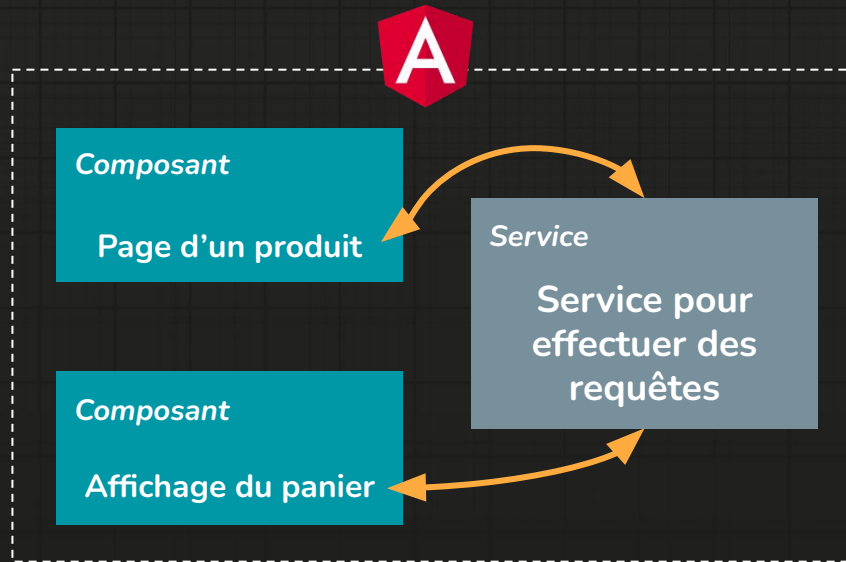 Composant
Page d'un produit
Service
Service pour
effectuer des
requêtes
Composant
Affichage du panier